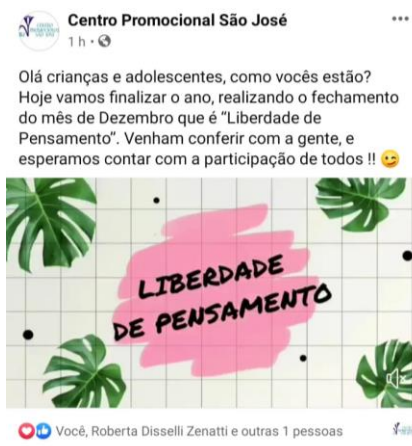 Centro Promocional São José
1 h
Olá crianças e adolescentes, como vocês estão?
Hoje vamos finalizar o ano, realizando o fechamento
do mês de Dezembro que é “Liberdade de
Pensamento”. Venham conferir com a gente, e
esperamos contar com a participação de todos !! 😉
LIBERDADE
DE PENSAMENTO
Você, Roberta Disselli Zenatti e outras 1 pessoas